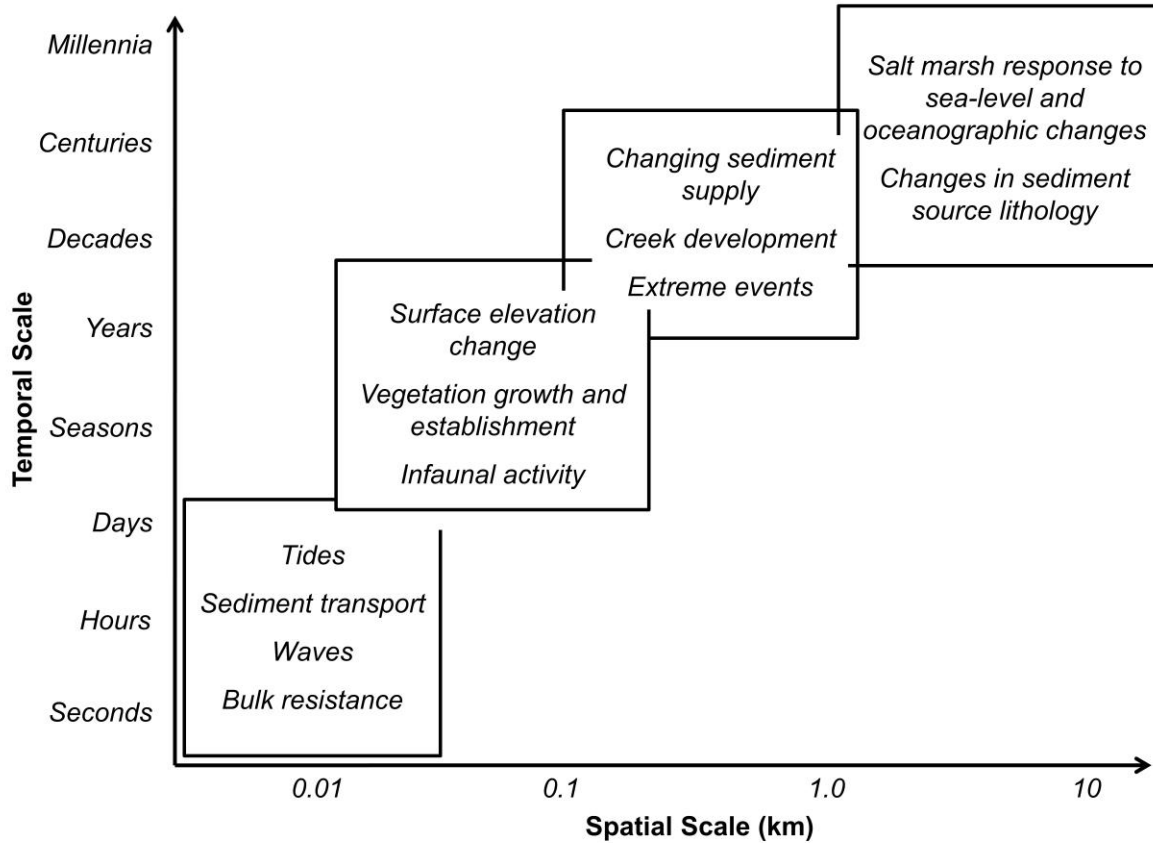 Temporal Scale
Millennia
Centuries
Decades
Years
Seasons
Days
Hours
Seconds
Salt marsh response to
sea-level and
oceanographic changes
Changes in sediment
source lithology
Changing sediment
supply
Creek development
Extreme events
Surface elevation
change
Vegetation growth and
establishment
Infaunal activity
Tides
Sediment transport
Waves
Bulk resistance
0.01
0.1
1.0
10
Spatial Scale (km)